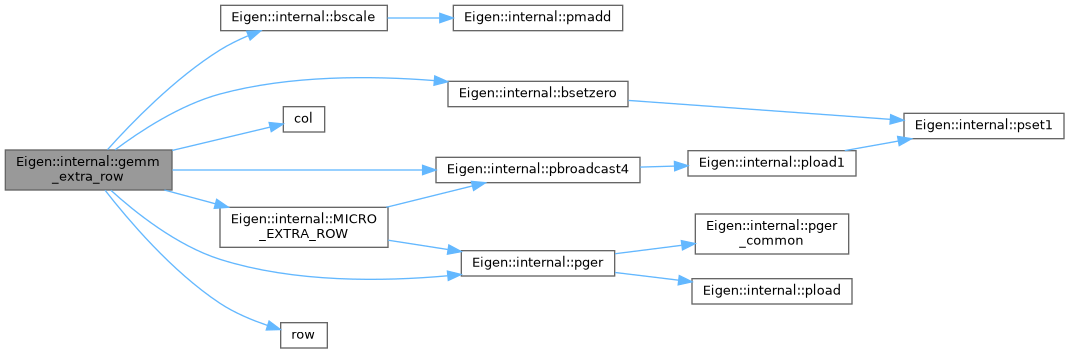 Eigen::internal::bscale
Eigen::internal::pmadd
Eigen::internal::bsetzero
col
Eigen::internal::pset1
Eigen::internal::gemm
_extra_row
Eigen::internal::pbroadcast4
Eigen::internal::pload1
Eigen::internal::MICRO
_EXTRA_ROW
Eigen::internal::pger
Eigen::internal::pger
_common
Eigen::internal::pload
row